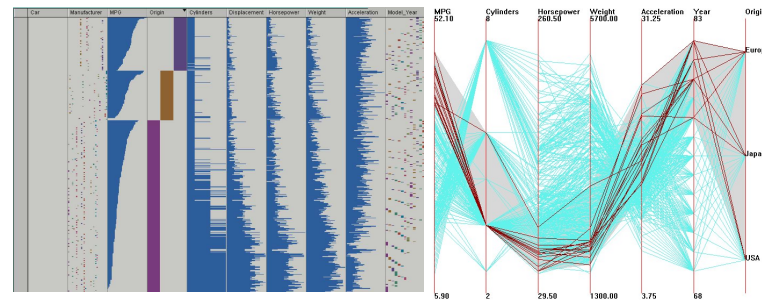 Car Manufacturer MPG Origin Cylinders Displacement Horsepower Weight Acceleration Model_Year
MPG Cylinders Horsepower Weight Acceleration Year Origi
52.10 8 260.50 5700.00 31.25 83
Euro
Japa
USA
5.90 2 29.50 1300.00 3.75 68